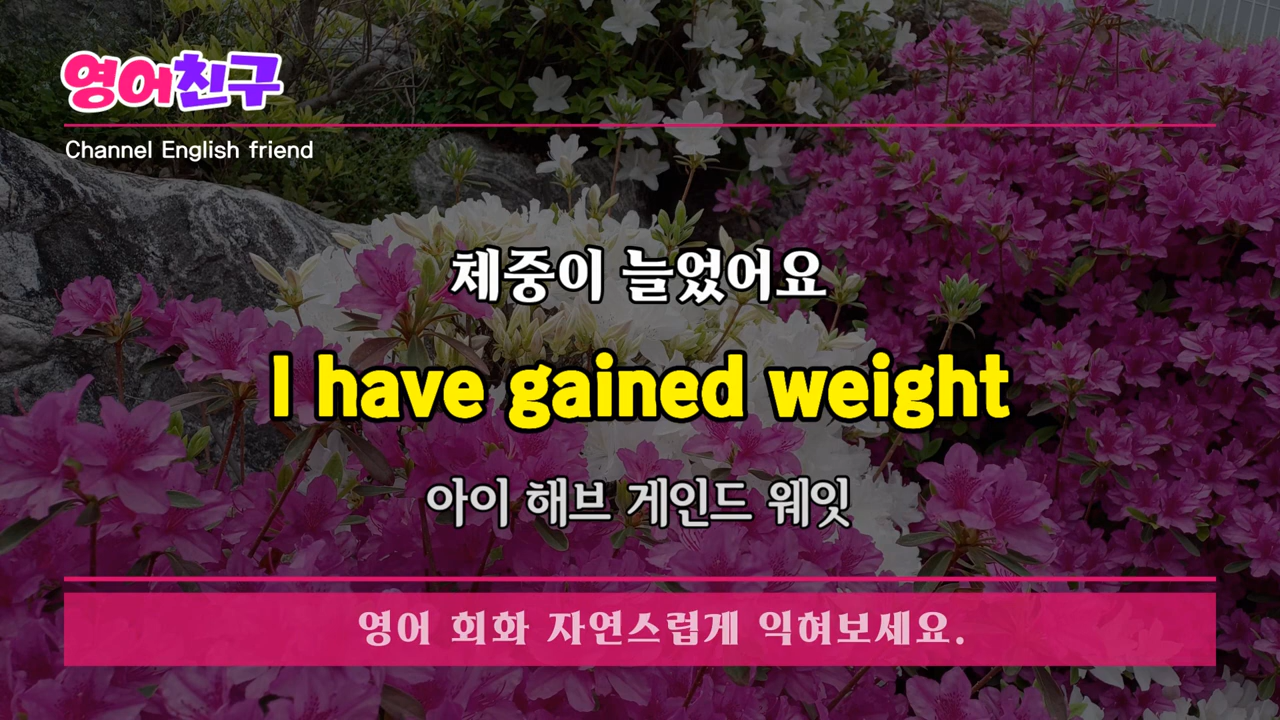 영어친구
Channel English friend
체중이 늘었어요
I have gained weight
아이 해브 게인드 웨잇
영어 회화 자연스럽게 익혀보세요.